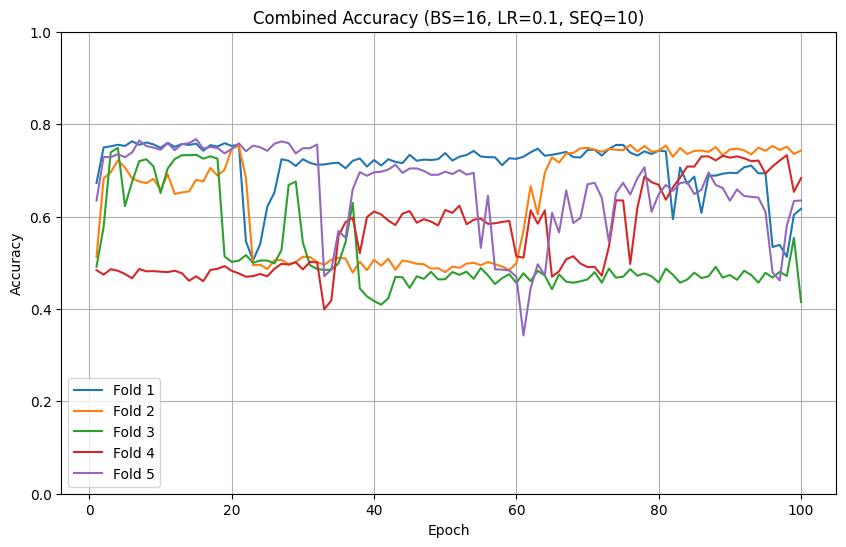 Combined Accuracy (BS=16, LR=0.1, SEQ=10)
1.0
0.8
0.6
0.4
0.2
0.0
Accuracy
Fold 1
Fold 2
Fold 3
Fold 4
Fold 5
0 20 40 60 80 100
Epoch